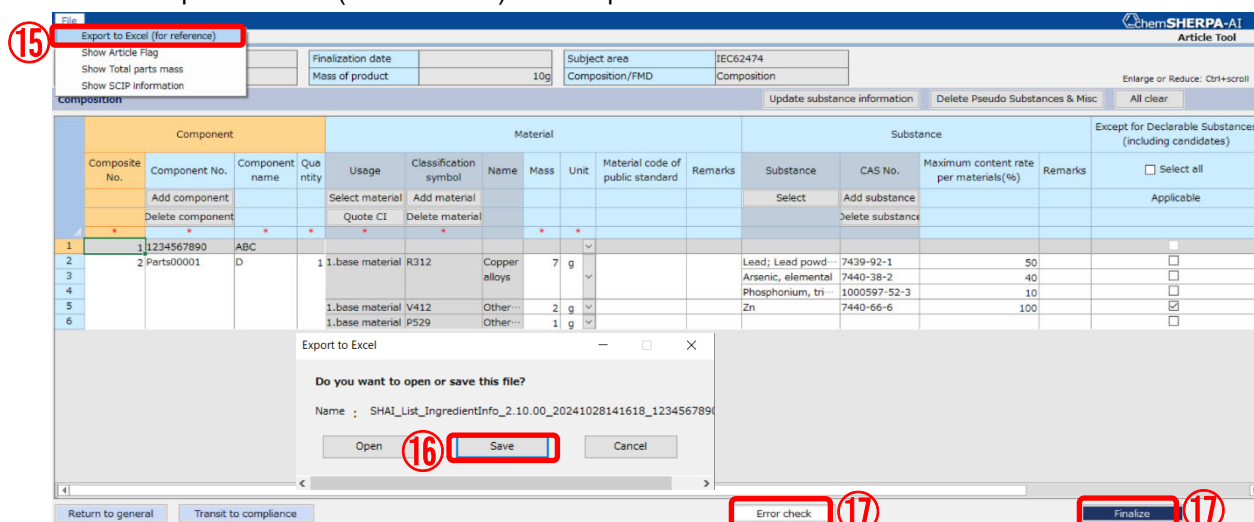 File
ChemSHERPA-AI
Article Tool
⑮
Export to Excel (for reference)
Show Article Flag
Show Total parts mass
Show SCIP information
Finalization date
Subject area
IEC62474
Mass of product
10g
Composition/FMD
Composition
Enlarge or Reduce: Ctrl+scroll
Composition
Update substance information
Delete Pseudo Substances & Misc
All clear
Component
Material
Substance
Except for Declarable Substances
(including candidates)
Composite No.
Component No.
Component name
Qua ntity
Usage
Classification symbol
Name
Mass
Unit
Material code of public standard
Remarks
Substance
CAS No.
Maximum content rate per materials(%)
Remarks
Select all
Add component
Select material
Add material
Select
Add substance
Applicable
Delete component
Quote CI
Delete material
Delete substance
* * * * * * * *
1 1 1234567890 ABC
2 2 Parts00001 D 1 1.base material R312 Copper 7 g Lead; Lead powd··· 7439-92-1 50
3 alloys Arsenic, elemental 7440-38-2 40
4 Phosphonium, tri··· 1000597-52-3 10
5 1.base material V412 Other··· 2 g Zn 7440-66-6 100
6 1.base material P529 Other··· 1 g
Export to Excel
Do you want to open or save this file?
Name : SHAI_List_IngredientInfo_2.10.00_20241028141618_123456789
Open
⑯
Save
Cancel
Return to general
Transit to compliance
Error check
⑰
Finalize
⑰